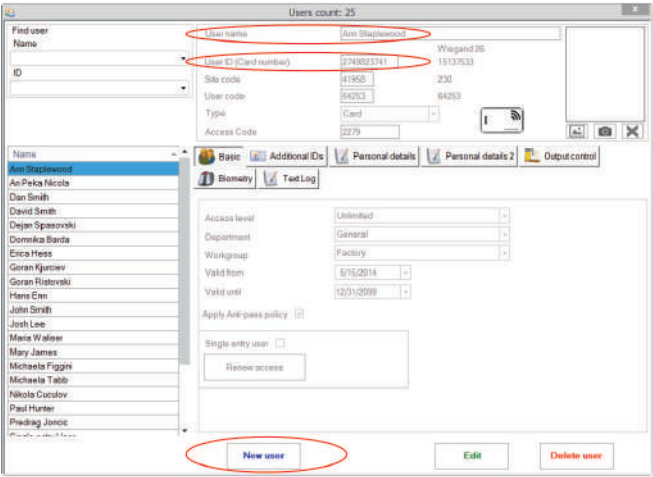 Users count: 25
x
Find user
Name
ID
User name Ann Staplewood
Wiegand 26
User ID (Card number) 2749823741 15137533
Site code 41958 230
User code 64253 64253
Type Card
Access Code 2279
Name
Ann Staplewood
An Peka Nicola
Dan Smith
David Smith
Dejan Spasovski
Domnika Barda
Erica Hess
Goran Kjurciev
Goran Ristovski
Hans Enn
John Smith
Josh Lee
Maria Waliser
Mary James
Michaela Figgini
Michaela Tabb
Nikola Cuculov
Paul Hunter
Predrag Joncic
Basic Additional IDs Personal details Personal details 2 Output control
Biometry Text Log
Access level Unlimited
Department General
Workgroup Factory
Valid from 5/15/2014
Valid until 12/31/2099
Apply Anti-pass policy
Single entry user
Renew access
New user Edit Delete user